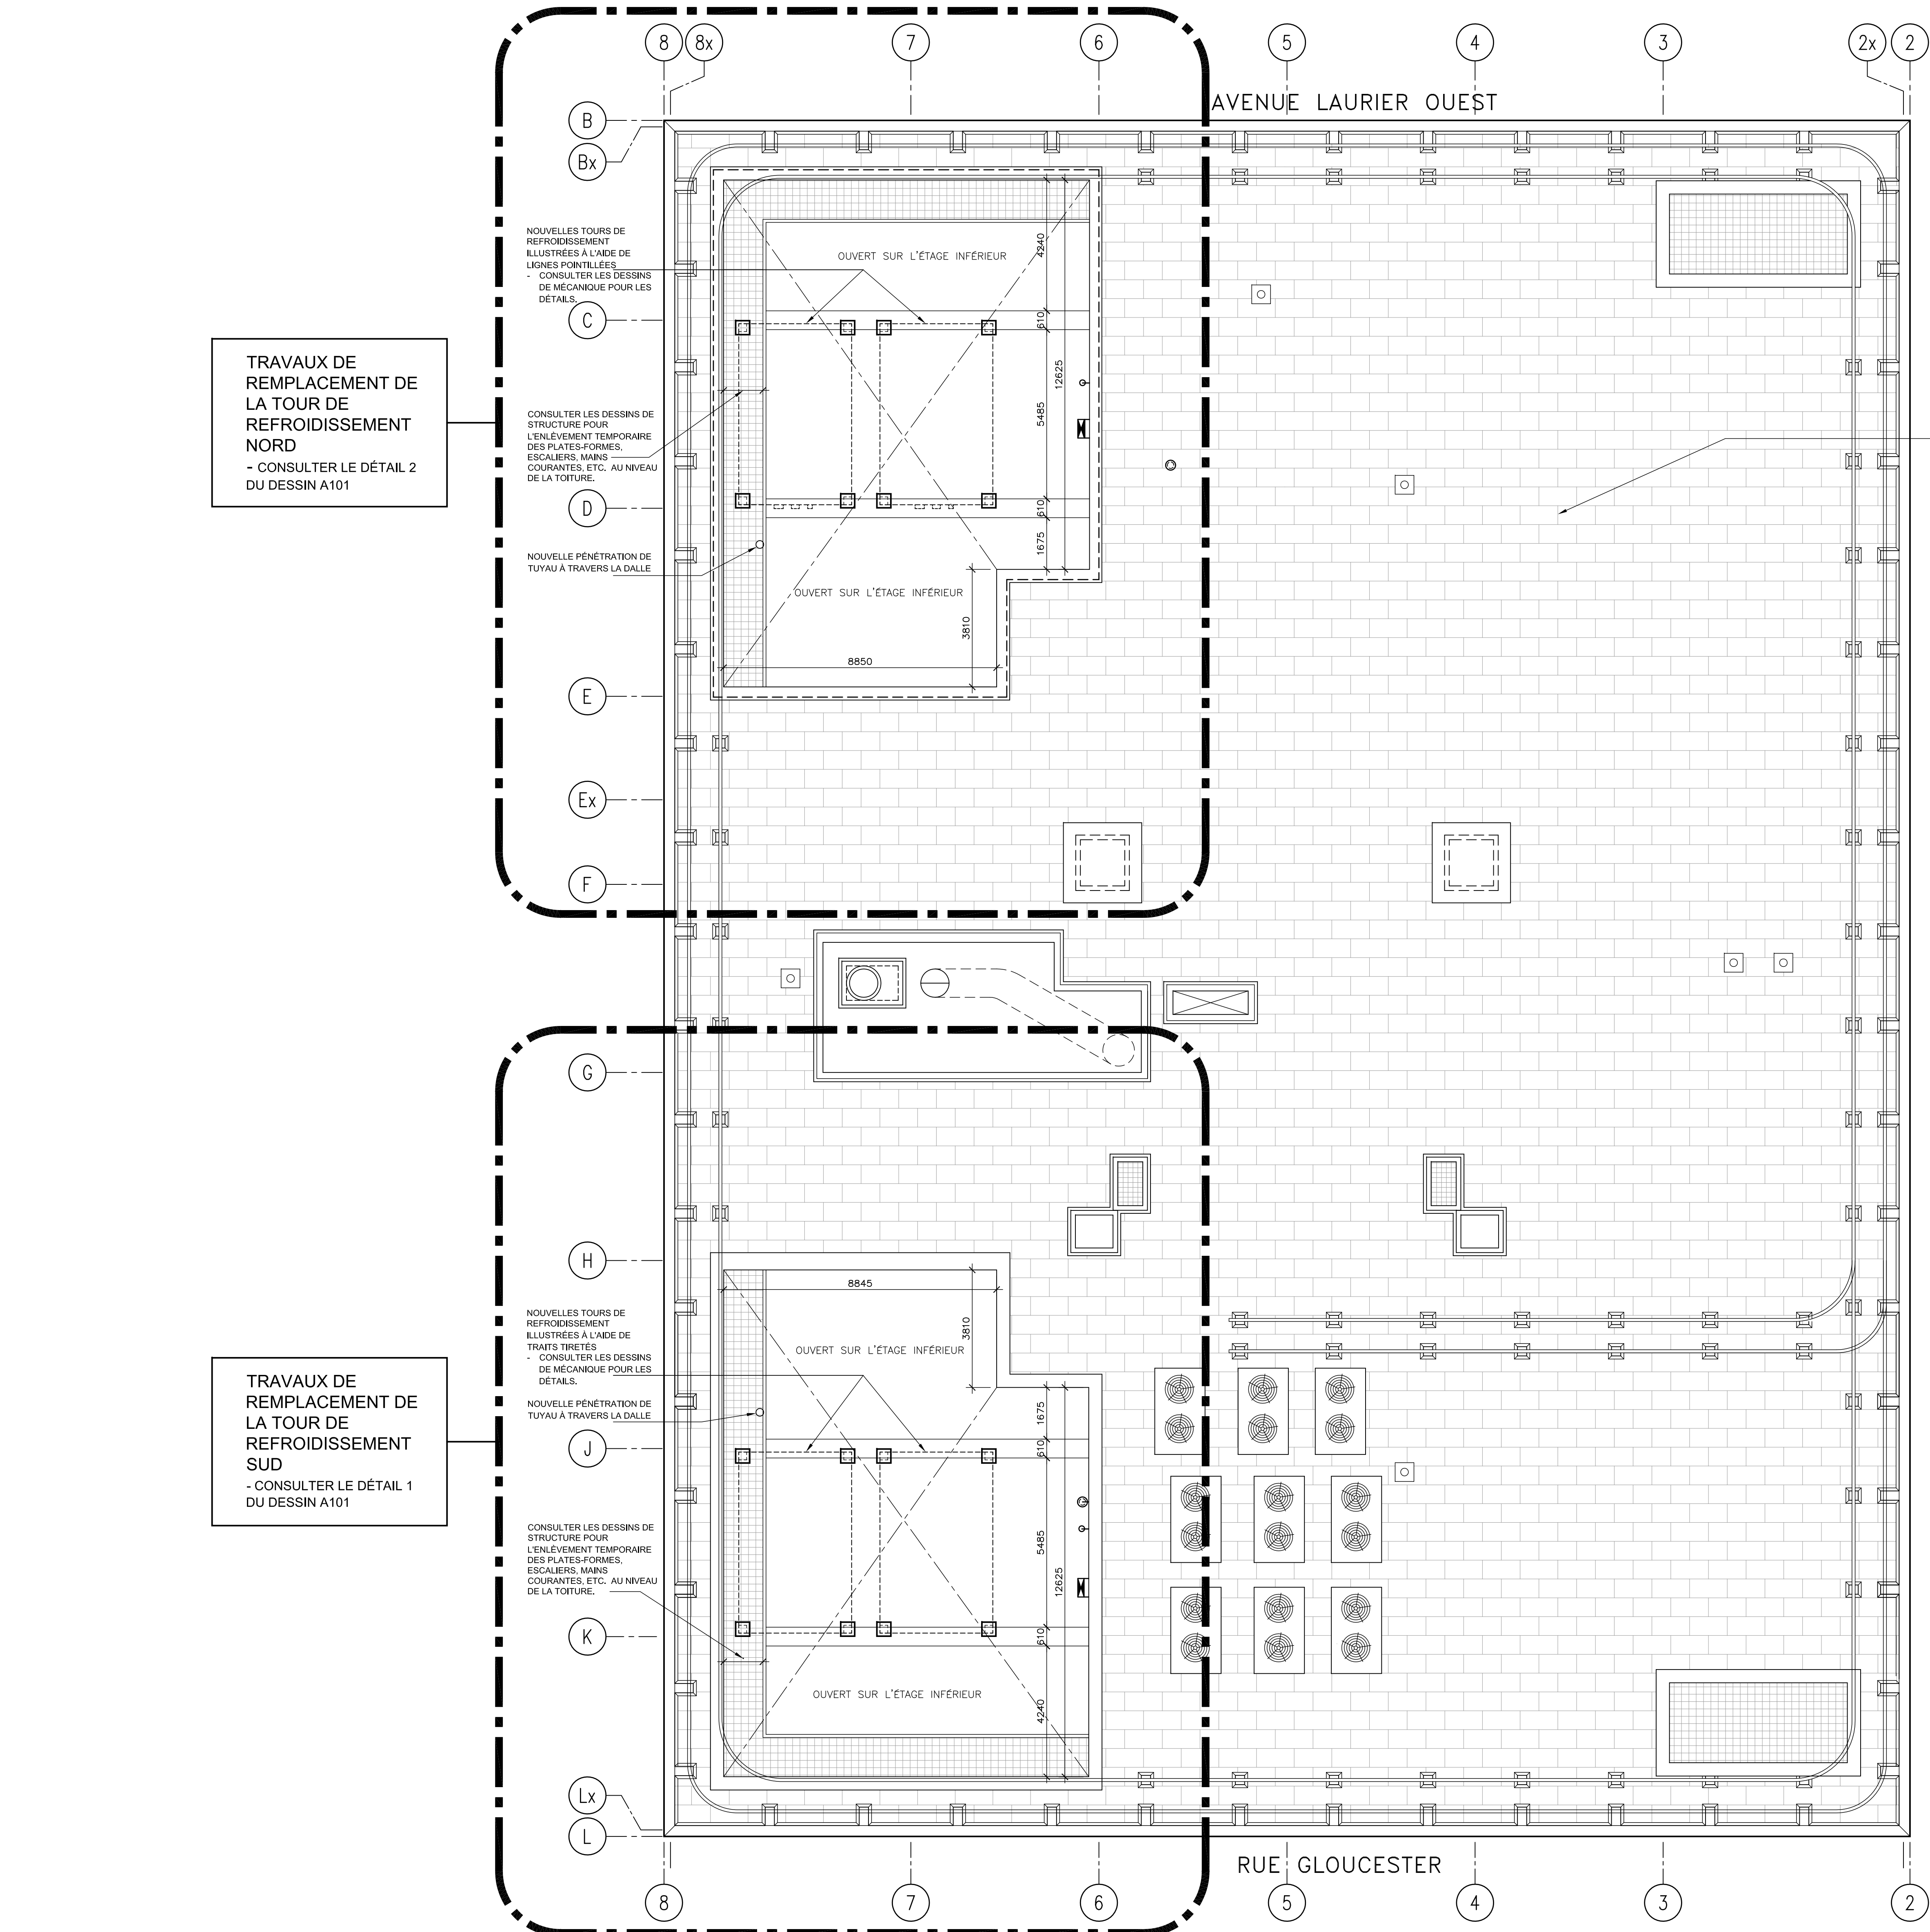 8
8x
7
6
5
4
3
2x
2
AVENUE LAURIER OUEST
B
Bx
NOUVELLES TOURS DE
REFROIDISSEMENT
ILLUSTRÉES À L'AIDE DE
LIGNES POINTILLÉES
- CONSULTER LES DESSINS
DE MÉCANIQUE POUR LES
DÉTAILS.
OUVERT SUR L'ÉTAGE INFÉRIEUR
4240
C
610
12625
TRAVAUX DE
REMPLACEMENT DE
LA TOUR DE
REFROIDISSEMENT
NORD
- CONSULTER LE DÉTAIL 2
DU DESSIN A101
CONSULTER LES DESSINS DE
STRUCTURE POUR
L'ENLÈVEMENT TEMPORAIRE
DES PLATES-FORMES,
ESCALIERS, MAINS
COURANTES, ETC. AU NIVEAU
DE LA TOITURE.
5485
D
610
1675
NOUVELLE PÉNÉTRATION DE
TUYAU À TRAVERS LA DALLE
OUVERT SUR L'ÉTAGE INFÉRIEUR
3810
8850
E
Ex
F
G
H
8845
3810
NOUVELLES TOURS DE
REFROIDISSEMENT
ILLUSTRÉES À L'AIDE DE
TRAITS TIRETÉS
- CONSULTER LES DESSINS
DE MÉCANIQUE POUR LES
DÉTAILS.
OUVERT SUR L'ÉTAGE INFÉRIEUR
NOUVELLE PÉNÉTRATION DE
TUYAU À TRAVERS LA DALLE
1675
J
610
TRAVAUX DE
REMPLACEMENT DE
LA TOUR DE
REFROIDISSEMENT
SUD
- CONSULTER LE DÉTAIL 1
DU DESSIN A101
CONSULTER LES DESSINS DE
STRUCTURE POUR
L'ENLÈVEMENT TEMPORAIRE
DES PLATES-FORMES,
ESCALIERS, MAINS
COURANTES, ETC. AU NIVEAU
DE LA TOITURE.
5485
12625
K
610
OUVERT SUR L'ÉTAGE INFÉRIEUR
4240
Lx
L
RUE GLOUCESTER
8
7
6
5
4
3
2